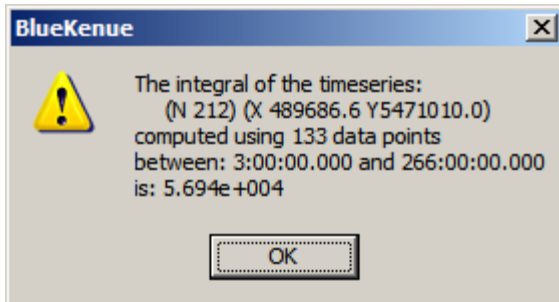 BlueKenue
The integral of the timeseries:
(N 212) (X 489686.6 Y5471010.0)
computed using 133 data points
between: 3:00:00.000 and 266:00:00.000
is: 5.694e+004
OK